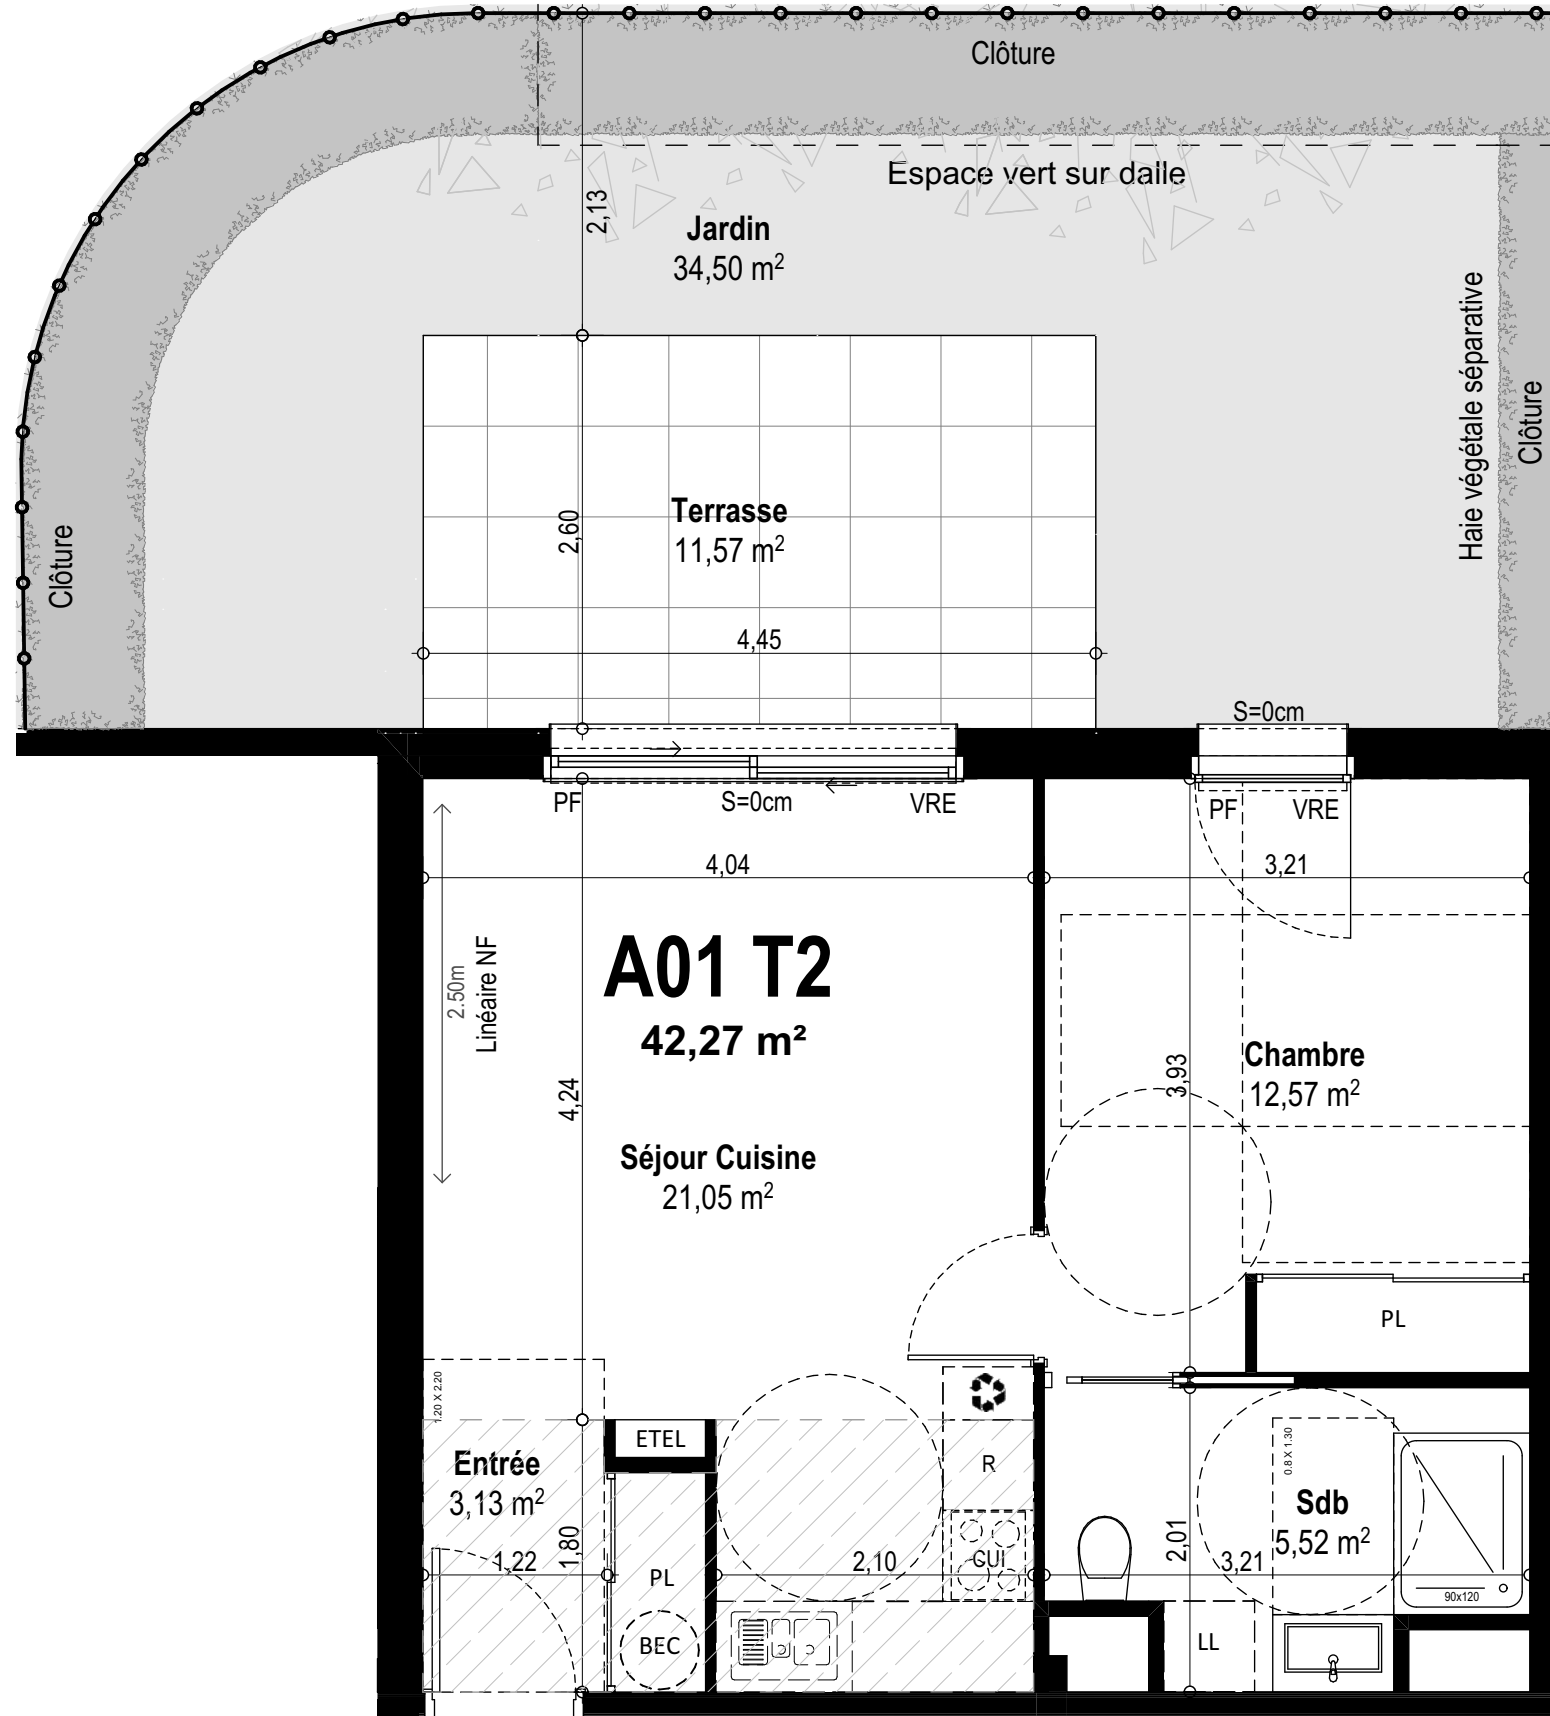 Clôture
Espace vert sur dalle
2,13
Jardin
34,50 m²
Haie végétale séparative
Clôture
Clôture
2,60
Terrasse
11,57 m²
4,45
S=0cm
PF
S=0cm
VRE
PF
VRE
4,04
3,21
2.50m
Linéaire NF
A01 T2
42,27 m²
4,24
3,93
Chambre
12,57 m²
Séjour Cuisine
21,05 m²
PL
1.20 X 2.20
ETEL
Entrée
3,13 m²
R
0.8 X 1.30
Sdb
5,52 m²
1,22
1,80
PL
2,10
CUI
2,01
3,21
90x120
BEC
LL